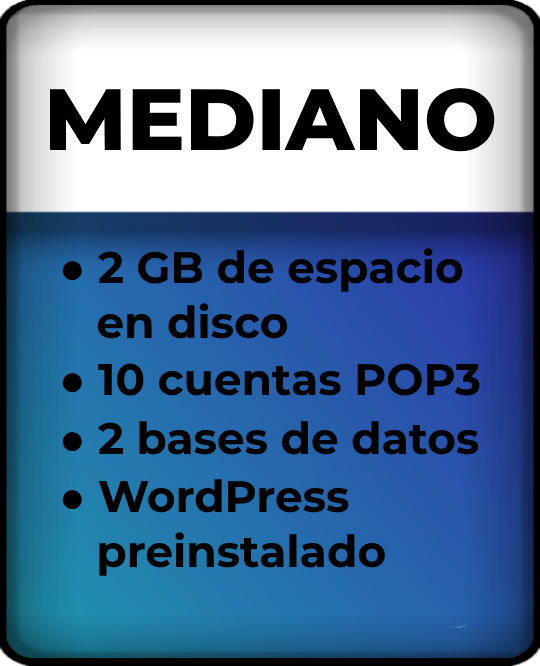 MEDIANO
• 2 GB de espacio
en disco
• 10 cuentas POP3
• 2 bases de datos
• WordPress
preinstalado